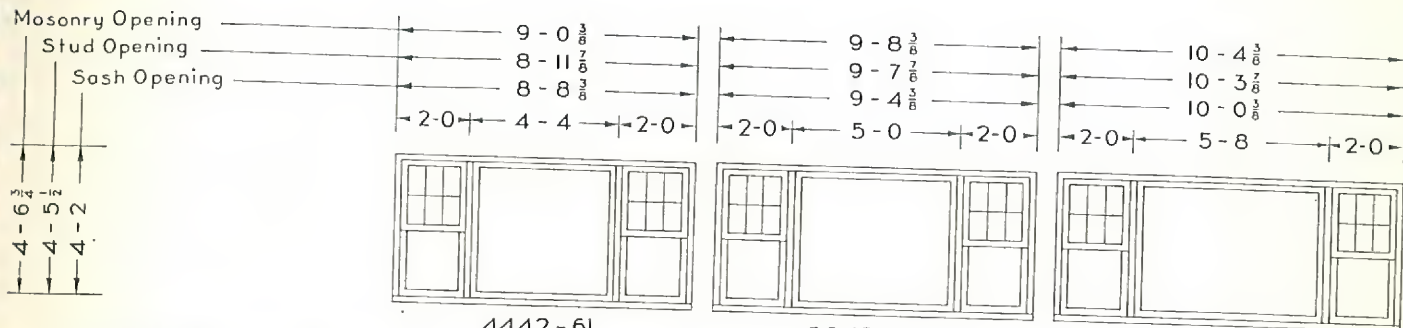 Masonry Opening
Stud Opening
Sash Opening
9 - 0 3/8
8 - 11 7/8
8 - 8 3/8
2-0 4 - 4 2-0
9 - 8 3/8
9 - 7 7/8
9 - 4 3/8
2-0 5 - 0 2-0
10 - 4 3/8
10 - 3 7/8
10 - 0 3/8
2-0 5 - 8 2-0
4 - 6 3/4
4 - 5 1/2
4 - 2
4442-6L